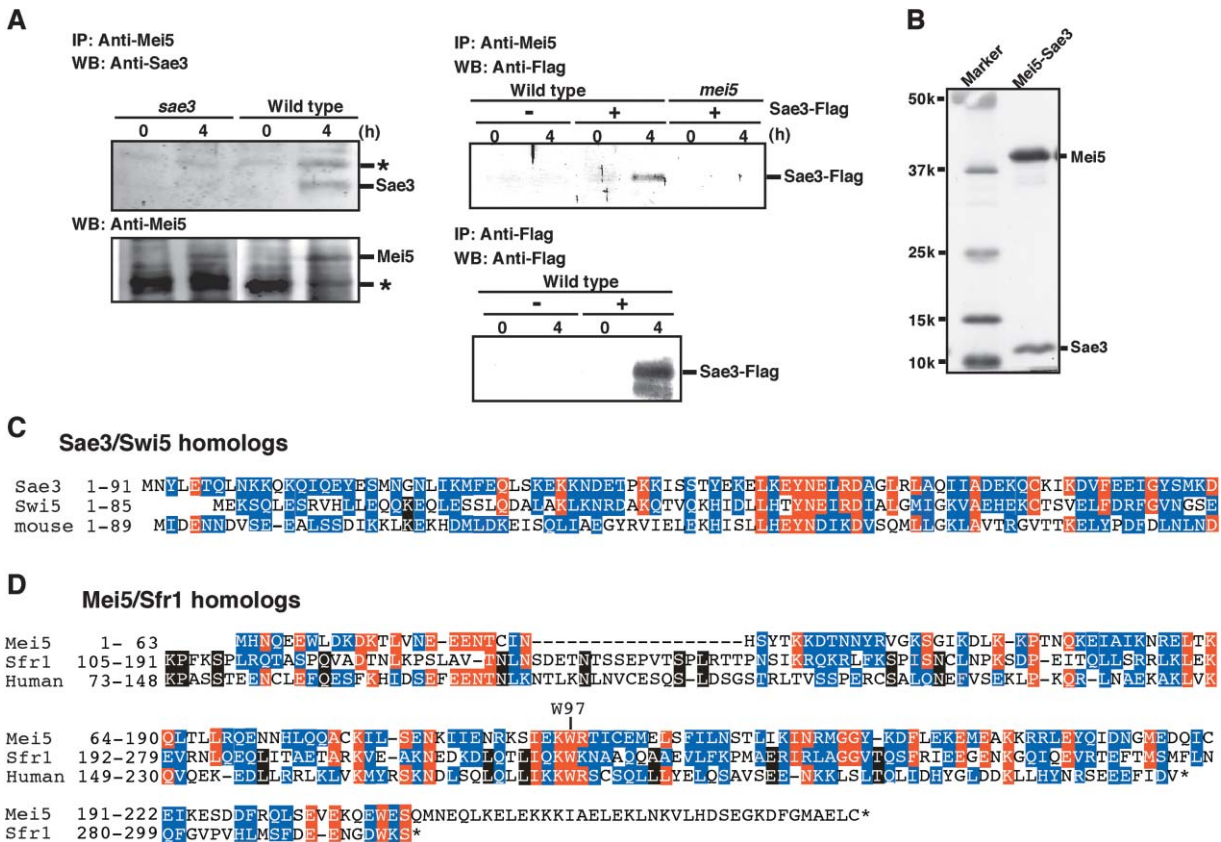 A
IP: Anti-Mei5
WB: Anti-Sae3
sae3 Wild type
0 4 0 4 (h)
*
Sae3
WB: Anti-Mei5
Mei5
*
IP: Anti-Mei5
WB: Anti-Flag
Wild type mei5
- + + Sae3-Flag
0 4 0 4 0 4 (h)
Sae3-Flag
IP: Anti-Flag
WB: Anti-Flag
Wild type
- +
0 4 0 4
Sae3-Flag
B
Marker Mei5-Sae3
50k
37k
25k
15k
10k
Mei5
Sae3
C Sae3/Swi5 homologs
Sae3 1-91 MNYLETQLNKKQKQIQEYESMNGNLIKMFEQLSKEKKNDETPKKISSTYEKELKEYNELRDAGLRLAQIIADEKQCKIKDVFEEIGYSMKD
Swi5 1-85 MEKSQLESRVHLLEQQKEQLESSLQDALAKLKNRDAKQTVQKHIDLLHTYNEIRDIALGMIGKVAEHEKCTSVELFDRFGVNGSE
mouse 1-89 MIDENNDVSE-EALSSDIKKLKEKHDMLDKEISQLIAEGYRVIELEKHISLLHEYNDIKDVSQMLLGKLAVTRGVTTKELYPDFDLNLND
D Mei5/Sfr1 homologs
Mei5 1- 63 MHNQEEWLDKDKTLVNE-EENTCIN-----------------HSYTKKDTNNYRVGKSGIKDLK-KPTNQKEIAIKNRELTK
Sfr1 105-191 KPFKSPLRQTASPQVADTNLKPSLAV-TNLNSDETNTSSEPVTSPLRTTPNSIKRQKRLFKSPISNCLNPKSDP-EITQLLSRRLKLEK
Human 73-148 KPASSTEENCLEFQESFKHIDSEFEENTNLKNTLKNLNVCESQS-LDSGSTRLTVSSPERCSALQNEFVSEKLP-KQR-LNAEKAKLVK
W97
Mei5 64-190 QLTLLRQENNHLQQACKIL-SENKIIENRKSIEKWRTICEMELSFILNSTLIKINRMGGY-KDFLEKEMEAKKRRLEYQIDNGMEDQIC
Sfr1 192-279 EVRNLQEQLITAETARKVE-AKNEDKDLQTLIQKWKNAAQQAAEVLFKPMAERIRLAGGVTQSFRIEEGENKGQIQEVRTEFTMSMFLN
Human 149-230 QVQEK-EDLLRRLKLVKMYRSKNDLSQLQLLIKKWRSCSQLLLYELQSAVSEE-NKKLSLTQLIDHYGLDDKLLHYNRSEEEFIDV*
Mei5 191-222 EIKESDDFRQLSEVEKQEWESQMNEQLKELEKKKIAELEKLNKVLHDSEGKDFGMAELC*
Sfr1 280-299 QFGVPVHLMSFDE-ENGDWKS*